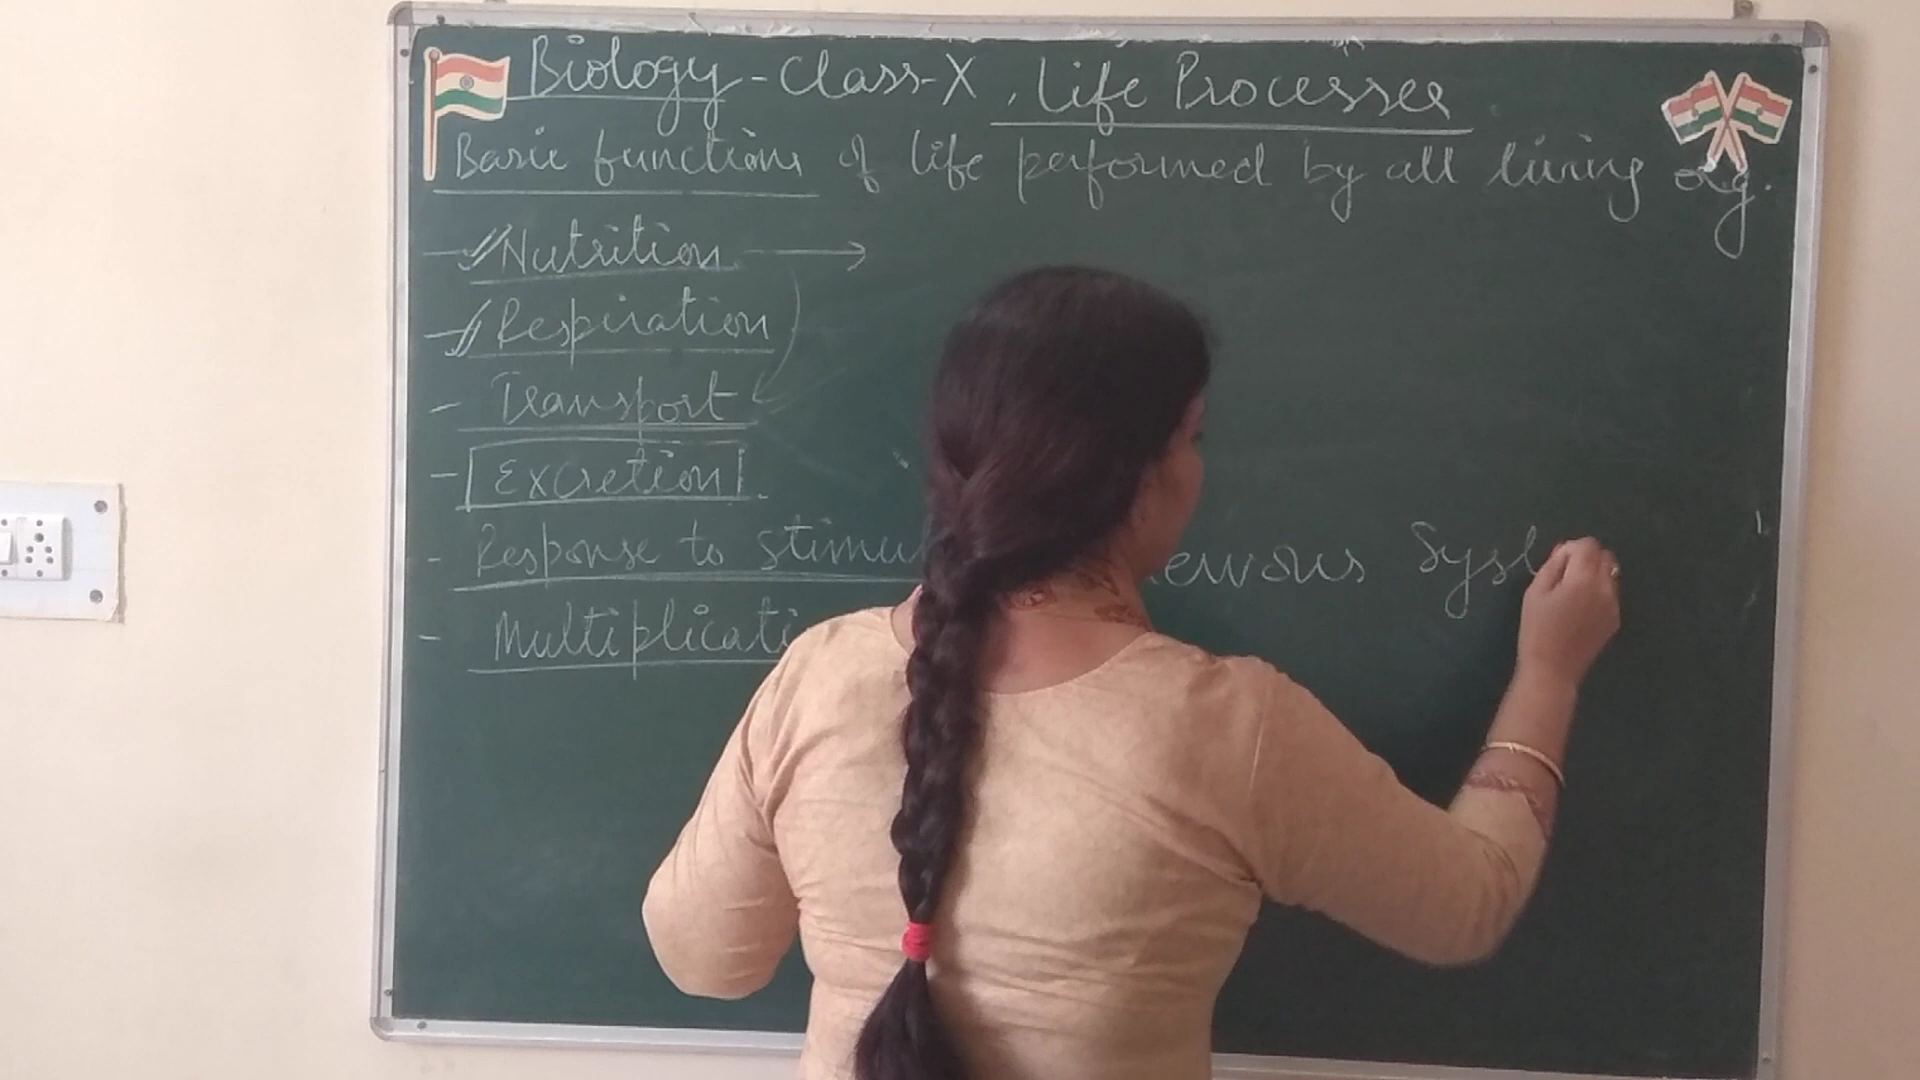 Biology - Class-X, Life Processes
Basic functions of life performed by all living org.
- Nutrition →
- Respiration
- Transport
- Excretion.
- Response to stimu ervous Syst
- Multiplicati